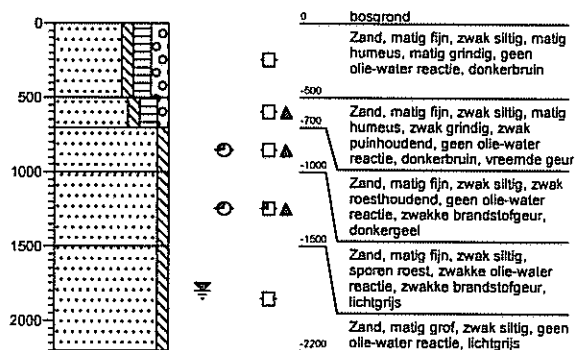 0
500
1000
1500
2000
0 bosgrond
Zand, matig fijn, zwak siltig, matig
humeus, matig grindig, geen
olie-water reactie, donkerbruin
-500
Zand, matig fijn, zwak siltig, matig
humeus, zwak grindig, zwak
puinhoudend, geen olie-water
reactie, donkerbruin, vreemde geur
-700
-1000
Zand, matig fijn, zwak siltig, zwak
roesthoudend, geen olie-water
reactie, zwakke brandstofgeur,
donkergeel
-1500
Zand, matig fijn, zwak siltig,
sporen roest, zwakke olie-water
reactie, zwakke brandstofgeur,
lichtgrijs
Zand, matig grof, zwak siltig, geen
olie-water reactie, lichtgrijs
-2200